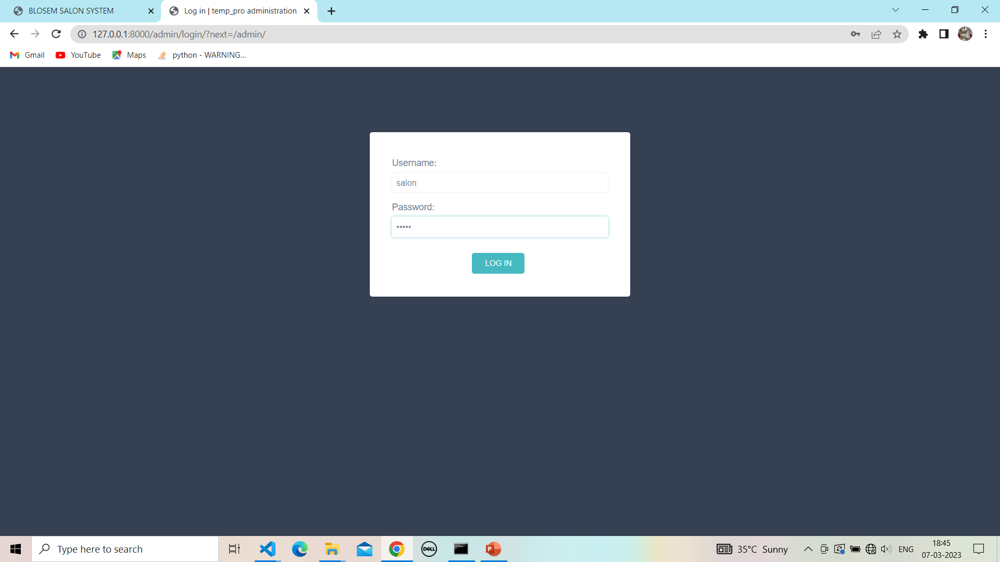 BLOSEM SALON SYSTEM
Log in | temp_pro administration
127.0.0.1:8000/admin/login/?next=/admin/
Gmail
YouTube
Maps
python - WARNING...
Username:
salon
Password:
•••••
LOG IN
Type here to search
DELL
P
35°C Sunny
ENG
18:45
07-03-2023